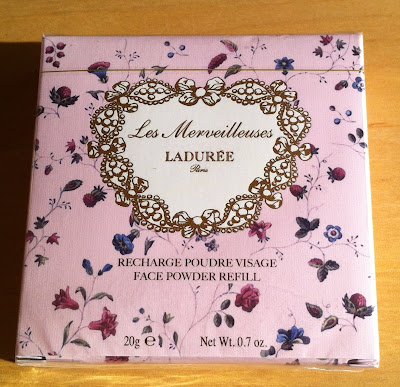 Les Merveilleuses
LADURÉE
Paris
RECHARGE POUDRE VISAGE
FACE POWDER REFILL
20g ℮ Net Wt. 0.7 oz.